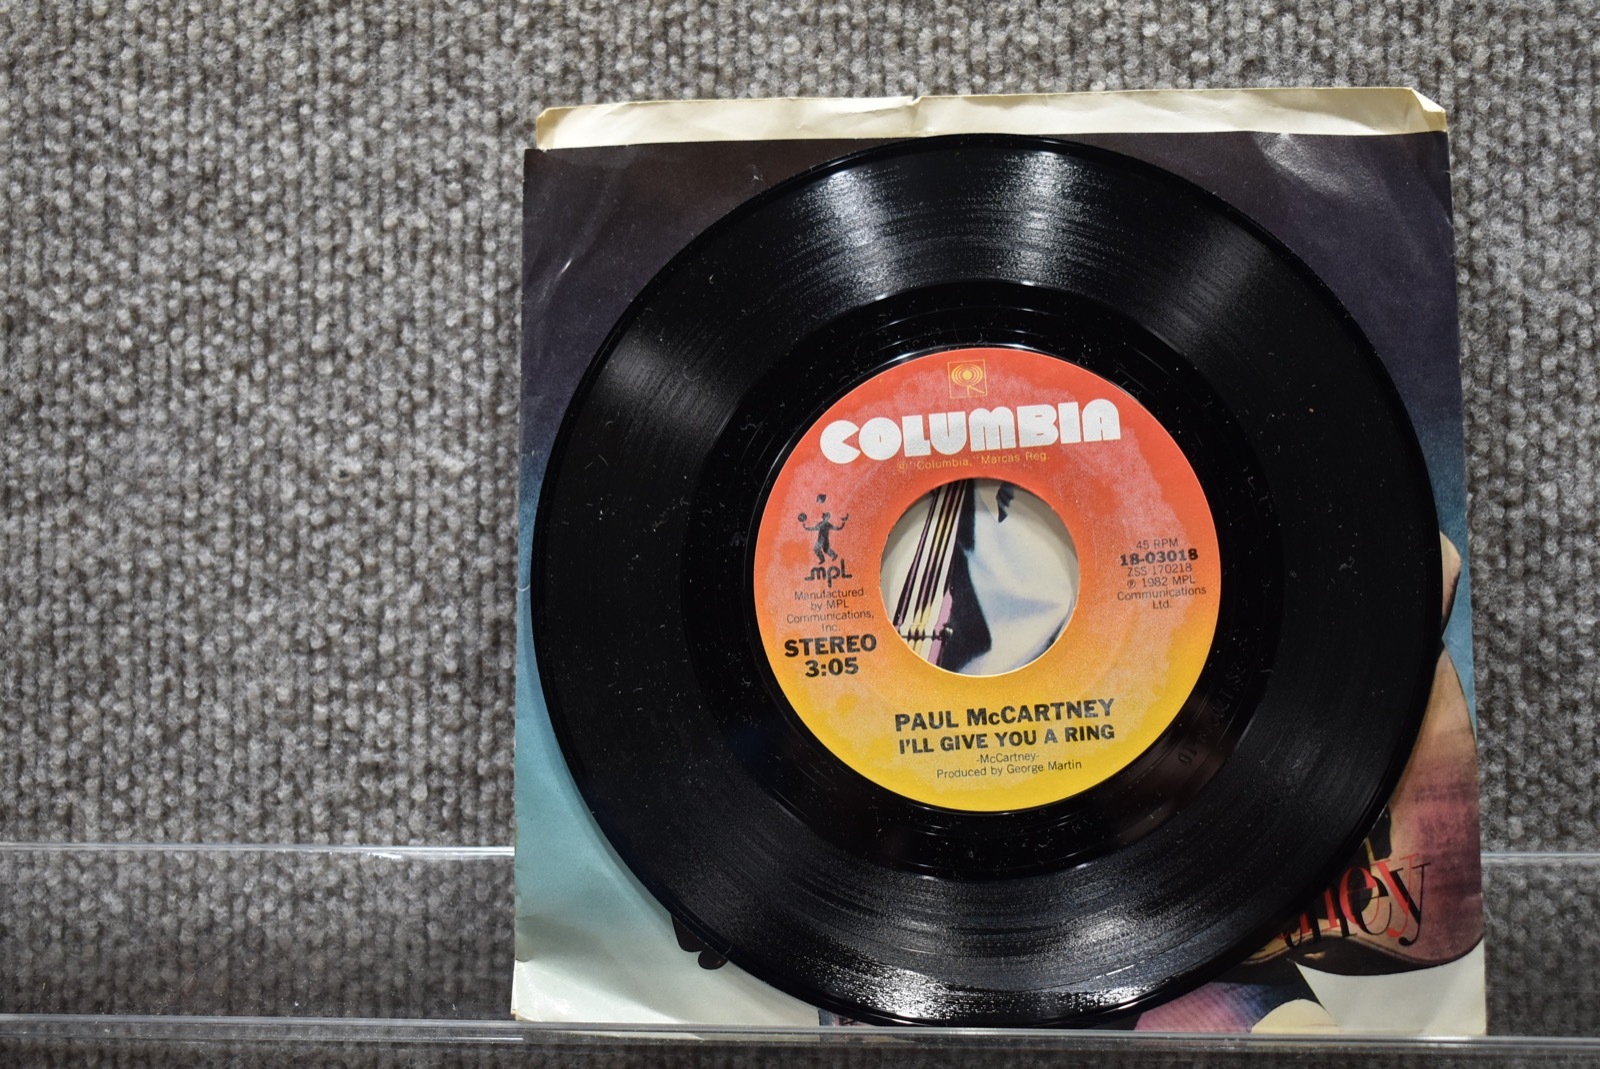 COLUMBIA
® "Columbia," Marcas Reg.
mpl
Manufactured
by MPL
Communications,
Inc.
STEREO
3:05
45 RPM
18-03018
ZSS 170218
℗ 1982 MPL
Communications
Ltd.
PAUL McCARTNEY
I'LL GIVE YOU A RING
-McCartney-
Produced by George Martin